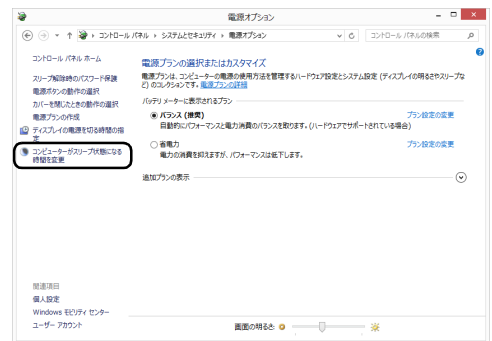 電源オプション
コントロール パネル ▸ システムとセキュリティ ▸ 電源オプション
コントロール パネルの検索
コントロール パネル ホーム
スリープ解除時のパスワード保護
電源ボタンの動作の選択
カバーを閉じたときの動作の選択
電源プランの作成
ディスプレイの電源を切る時間の指
定
コンピューターがスリープ状態になる
時間を変更
電源プランの選択またはカスタマイズ
電源プランは、コンピューターの電源の使用方法を管理するハードウェア設定とシステム設定 (ディスプレイの明るさやスリープな
ど) のコレクションです。電源プランの詳細
バッテリ メーターに表示されるプラン
バランス (推奨)
プラン設定の変更
自動的にパフォーマンスと電力消費のバランスを取ります。(ハードウェアでサポートされている場合)
省電力
プラン設定の変更
電力の消費を抑えますが、パフォーマンスは低下します。
追加プランの表示
関連項目
個人設定
Windows モビリティ センター
ユーザー アカウント
画面の明るさ: